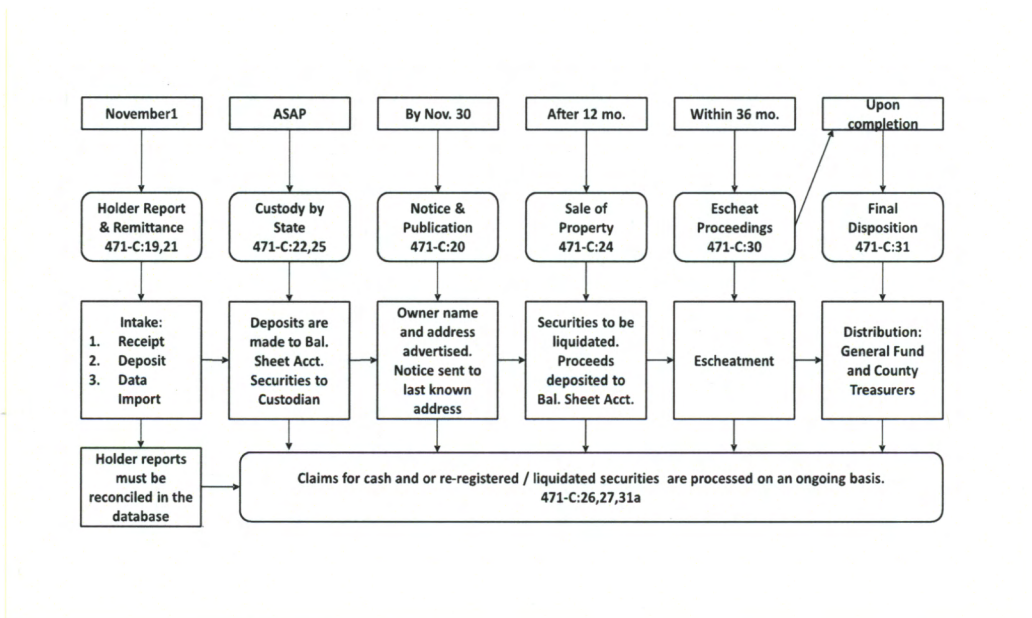 November1
ASAP
By Nov. 30
After 12 mo.
Within 36 mo.
Upon
completion
Holder Report
& Remittance
471-C:19,21
Custody by
State
471-C:22,25
Notice &
Publication
471-C:20
Sale of
Property
471-C:24
Escheat
Proceedings
471-C:30
Final
Disposition
471-C:31
Intake:
1. Receipt
2. Deposit
3. Data
Import
Deposits are
made to Bal.
Sheet Acct.
Securities to
Custodian
Owner name
and address
advertised.
Notice sent to
last known
address
Securities to be
liquidated.
Proceeds
deposited to
Bal. Sheet Acct.
Escheatment
Distribution:
General Fund
and County
Treasurers
Holder reports
must be
reconciled in the
database
Claims for cash and or re-registered / liquidated securities are processed on an ongoing basis.
471-C:26,27,31a